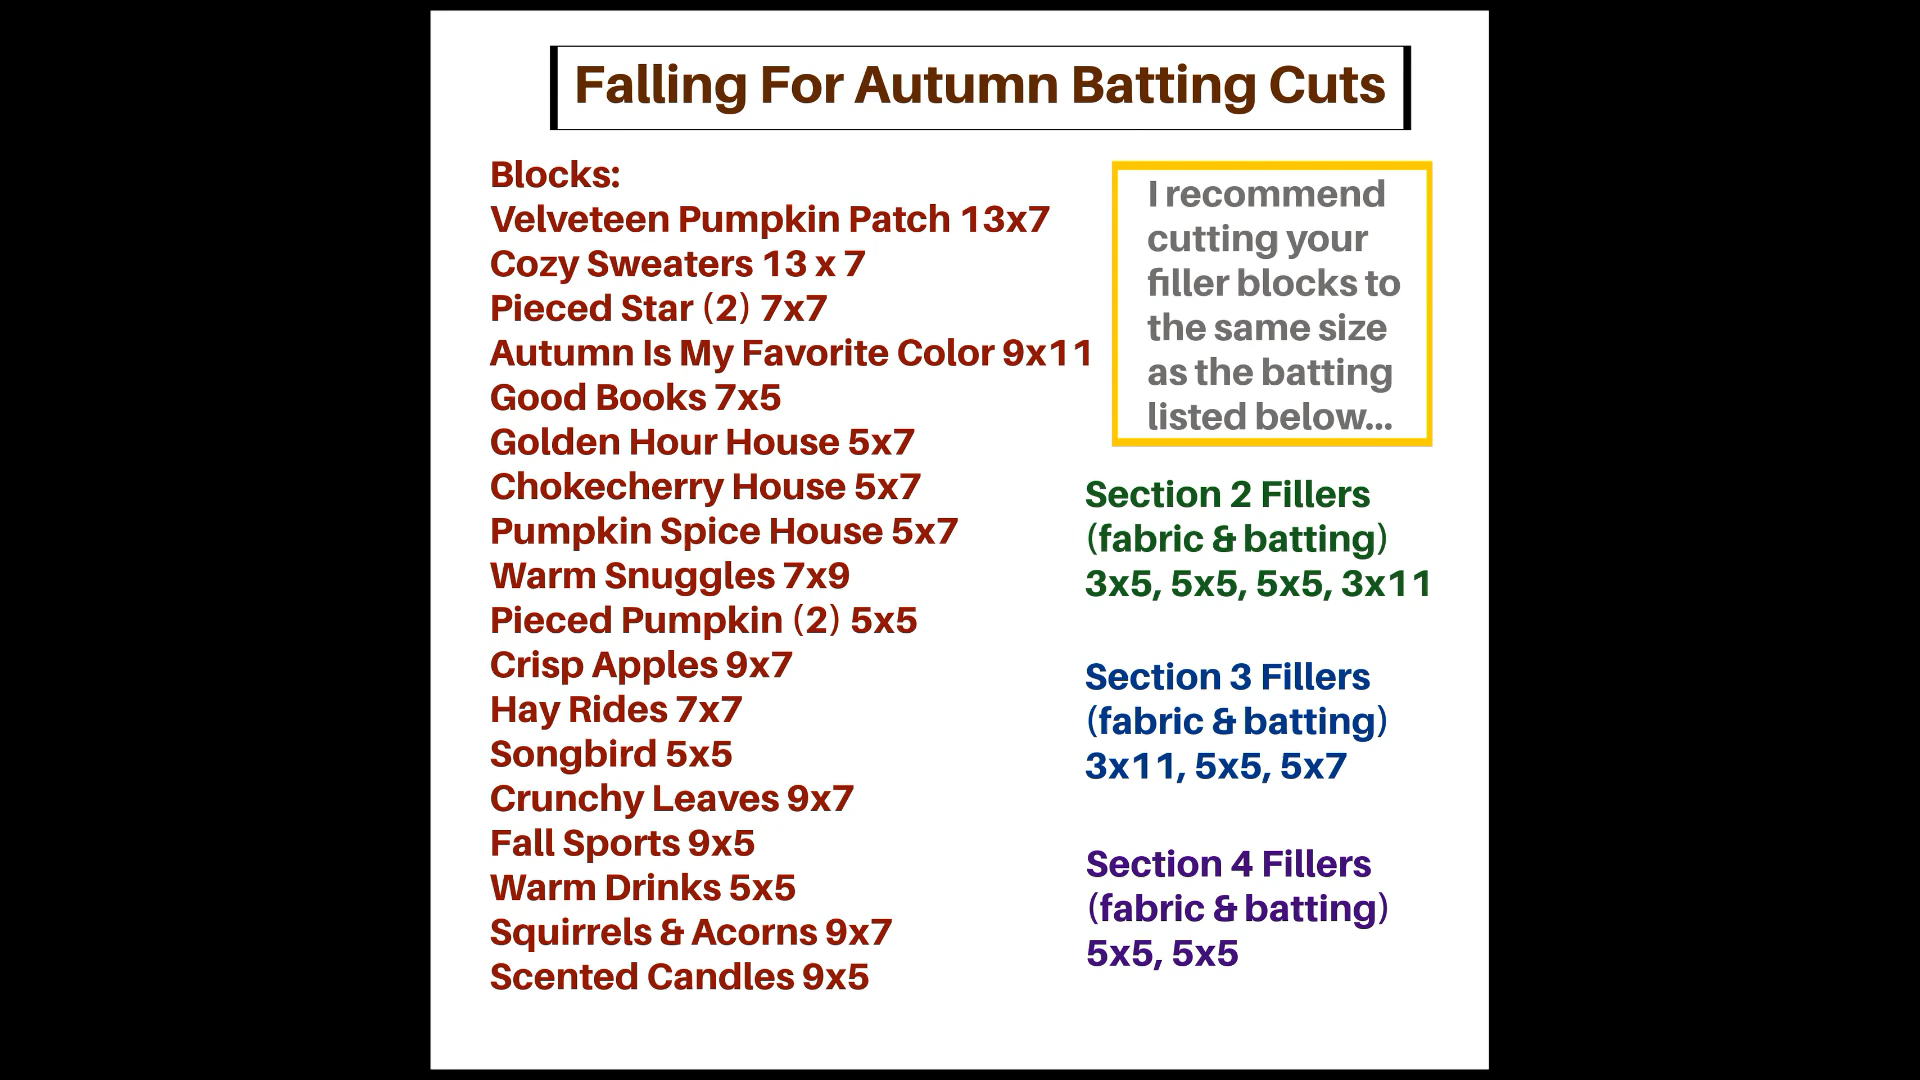 Falling For Autumn Batting Cuts
Blocks:
Velveteen Pumpkin Patch 13x7
Cozy Sweaters 13 x 7
Pieced Star (2) 7x7
Autumn Is My Favorite Color 9x11
Good Books 7x5
Golden Hour House 5x7
Chokecherry House 5x7
Pumpkin Spice House 5x7
Warm Snuggles 7x9
Pieced Pumpkin (2) 5x5
Crisp Apples 9x7
Hay Rides 7x7
Songbird 5x5
Crunchy Leaves 9x7
Fall Sports 9x5
Warm Drinks 5x5
Squirrels & Acorns 9x7
Scented Candles 9x5
I recommend
cutting your
filler blocks to
the same size
as the batting
listed below...
Section 2 Fillers
(fabric & batting)
3x5, 5x5, 5x5, 3x11
Section 3 Fillers
(fabric & batting)
3x11, 5x5, 5x7
Section 4 Fillers
(fabric & batting)
5x5, 5x5